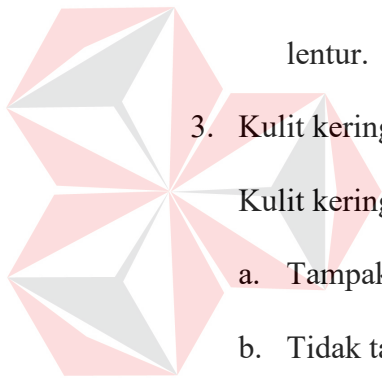 lentur.
3. Kulit kering
Kulit kering
a. Tampak
b. Tidak ta